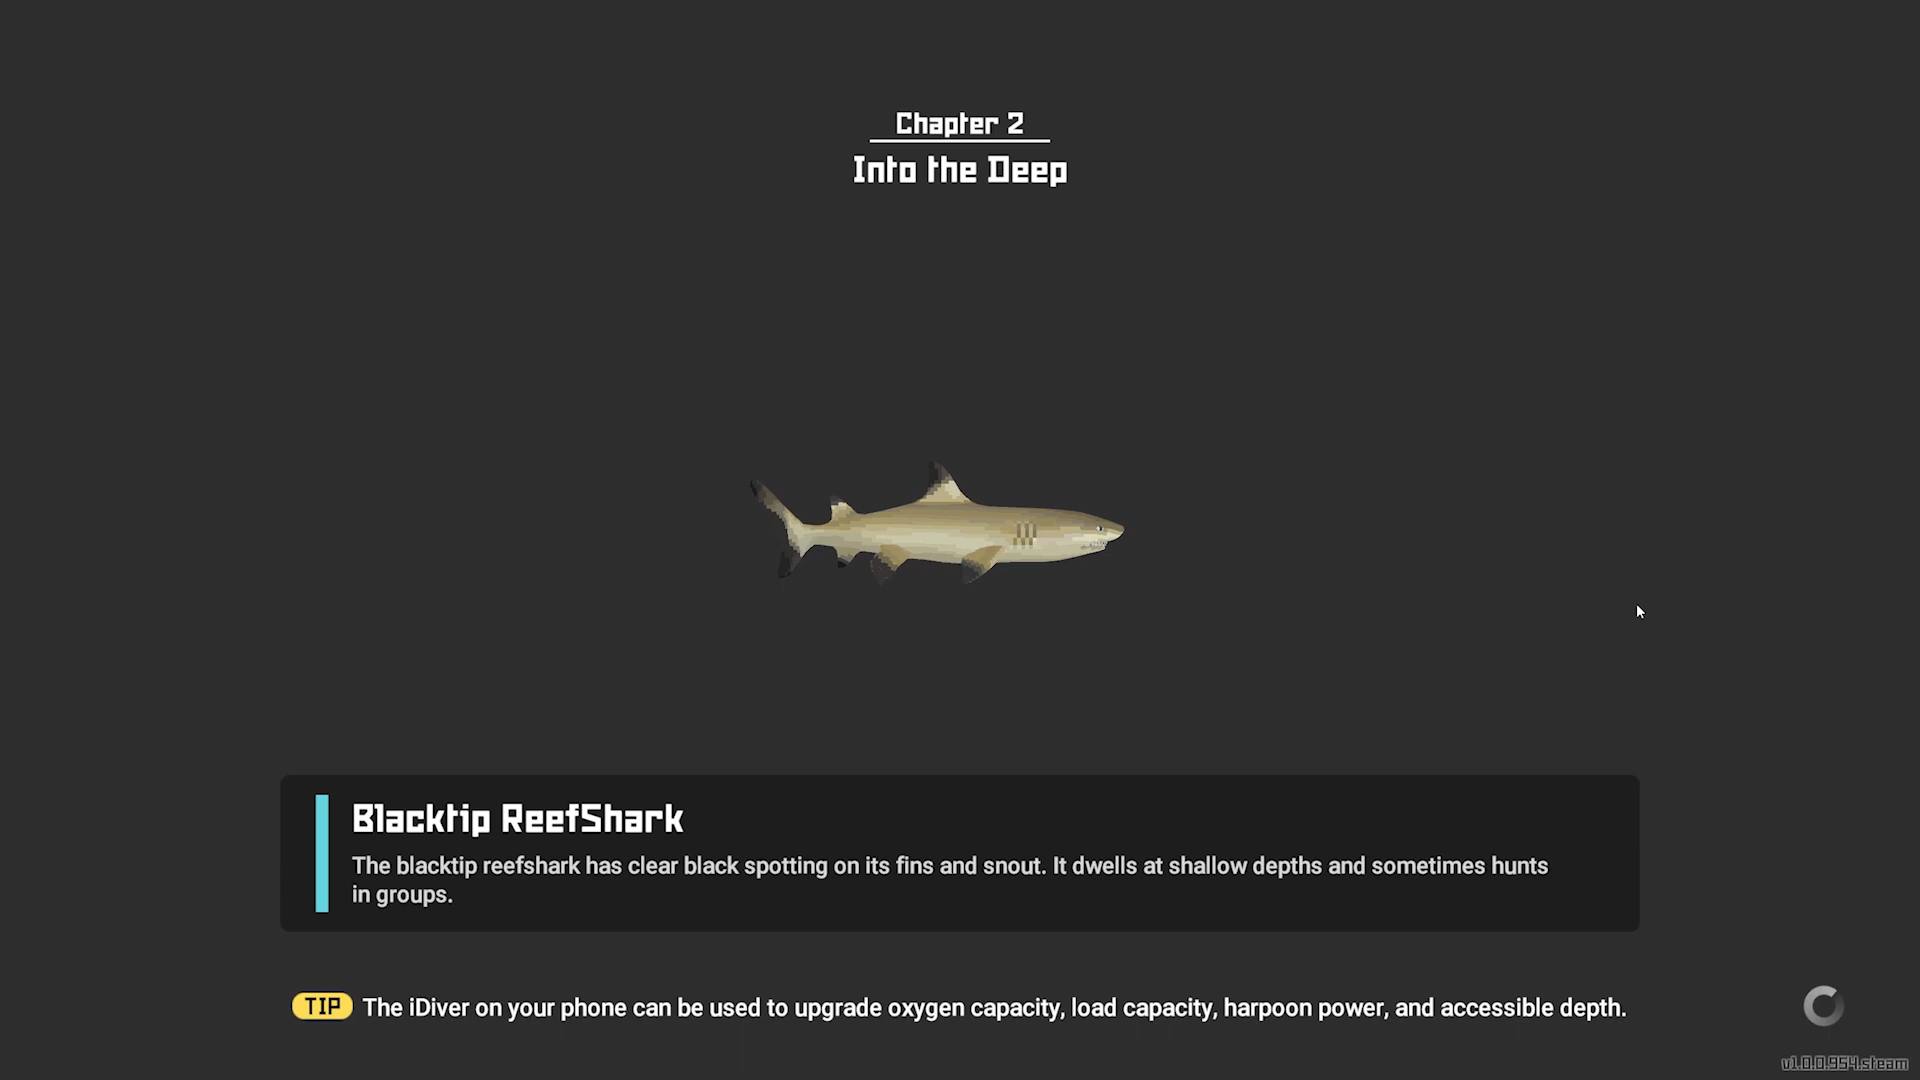 Chapter 2
Into the Deep
Blacktip ReefShark
The blacktip reefshark has clear black spotting on its fins and snout. It dwells at shallow depths and sometimes hunts
in groups.
TIP The iDiver on your phone can be used to upgrade oxygen capacity, load capacity, harpoon power, and accessible depth.
v1.0.0.954.steam